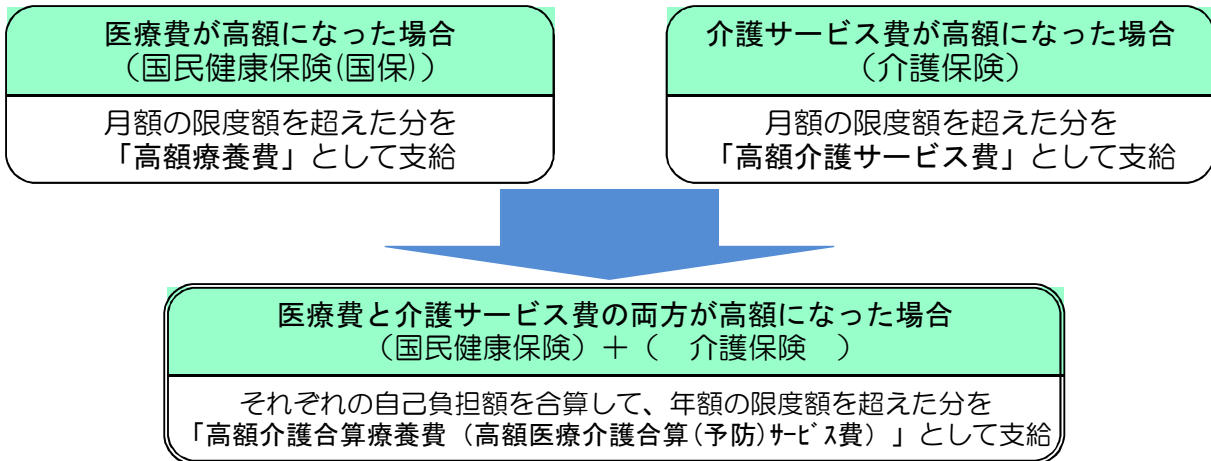 医療費が高額になった場合
（国民健康保険(国保)）
月額の限度額を超えた分を
「高額療養費」として支給
介護サービス費が高額になった場合
（介護保険）
月額の限度額を超えた分を
「高額介護サービス費」として支給
医療費と介護サービス費の両方が高額になった場合
（国民健康保険）＋（　介護保険　）
それぞれの自己負担額を合算して、年額の限度額を超えた分を
「高額介護合算療養費（高額医療介護合算(予防)ｻｰﾋﾞｽ費）」として支給